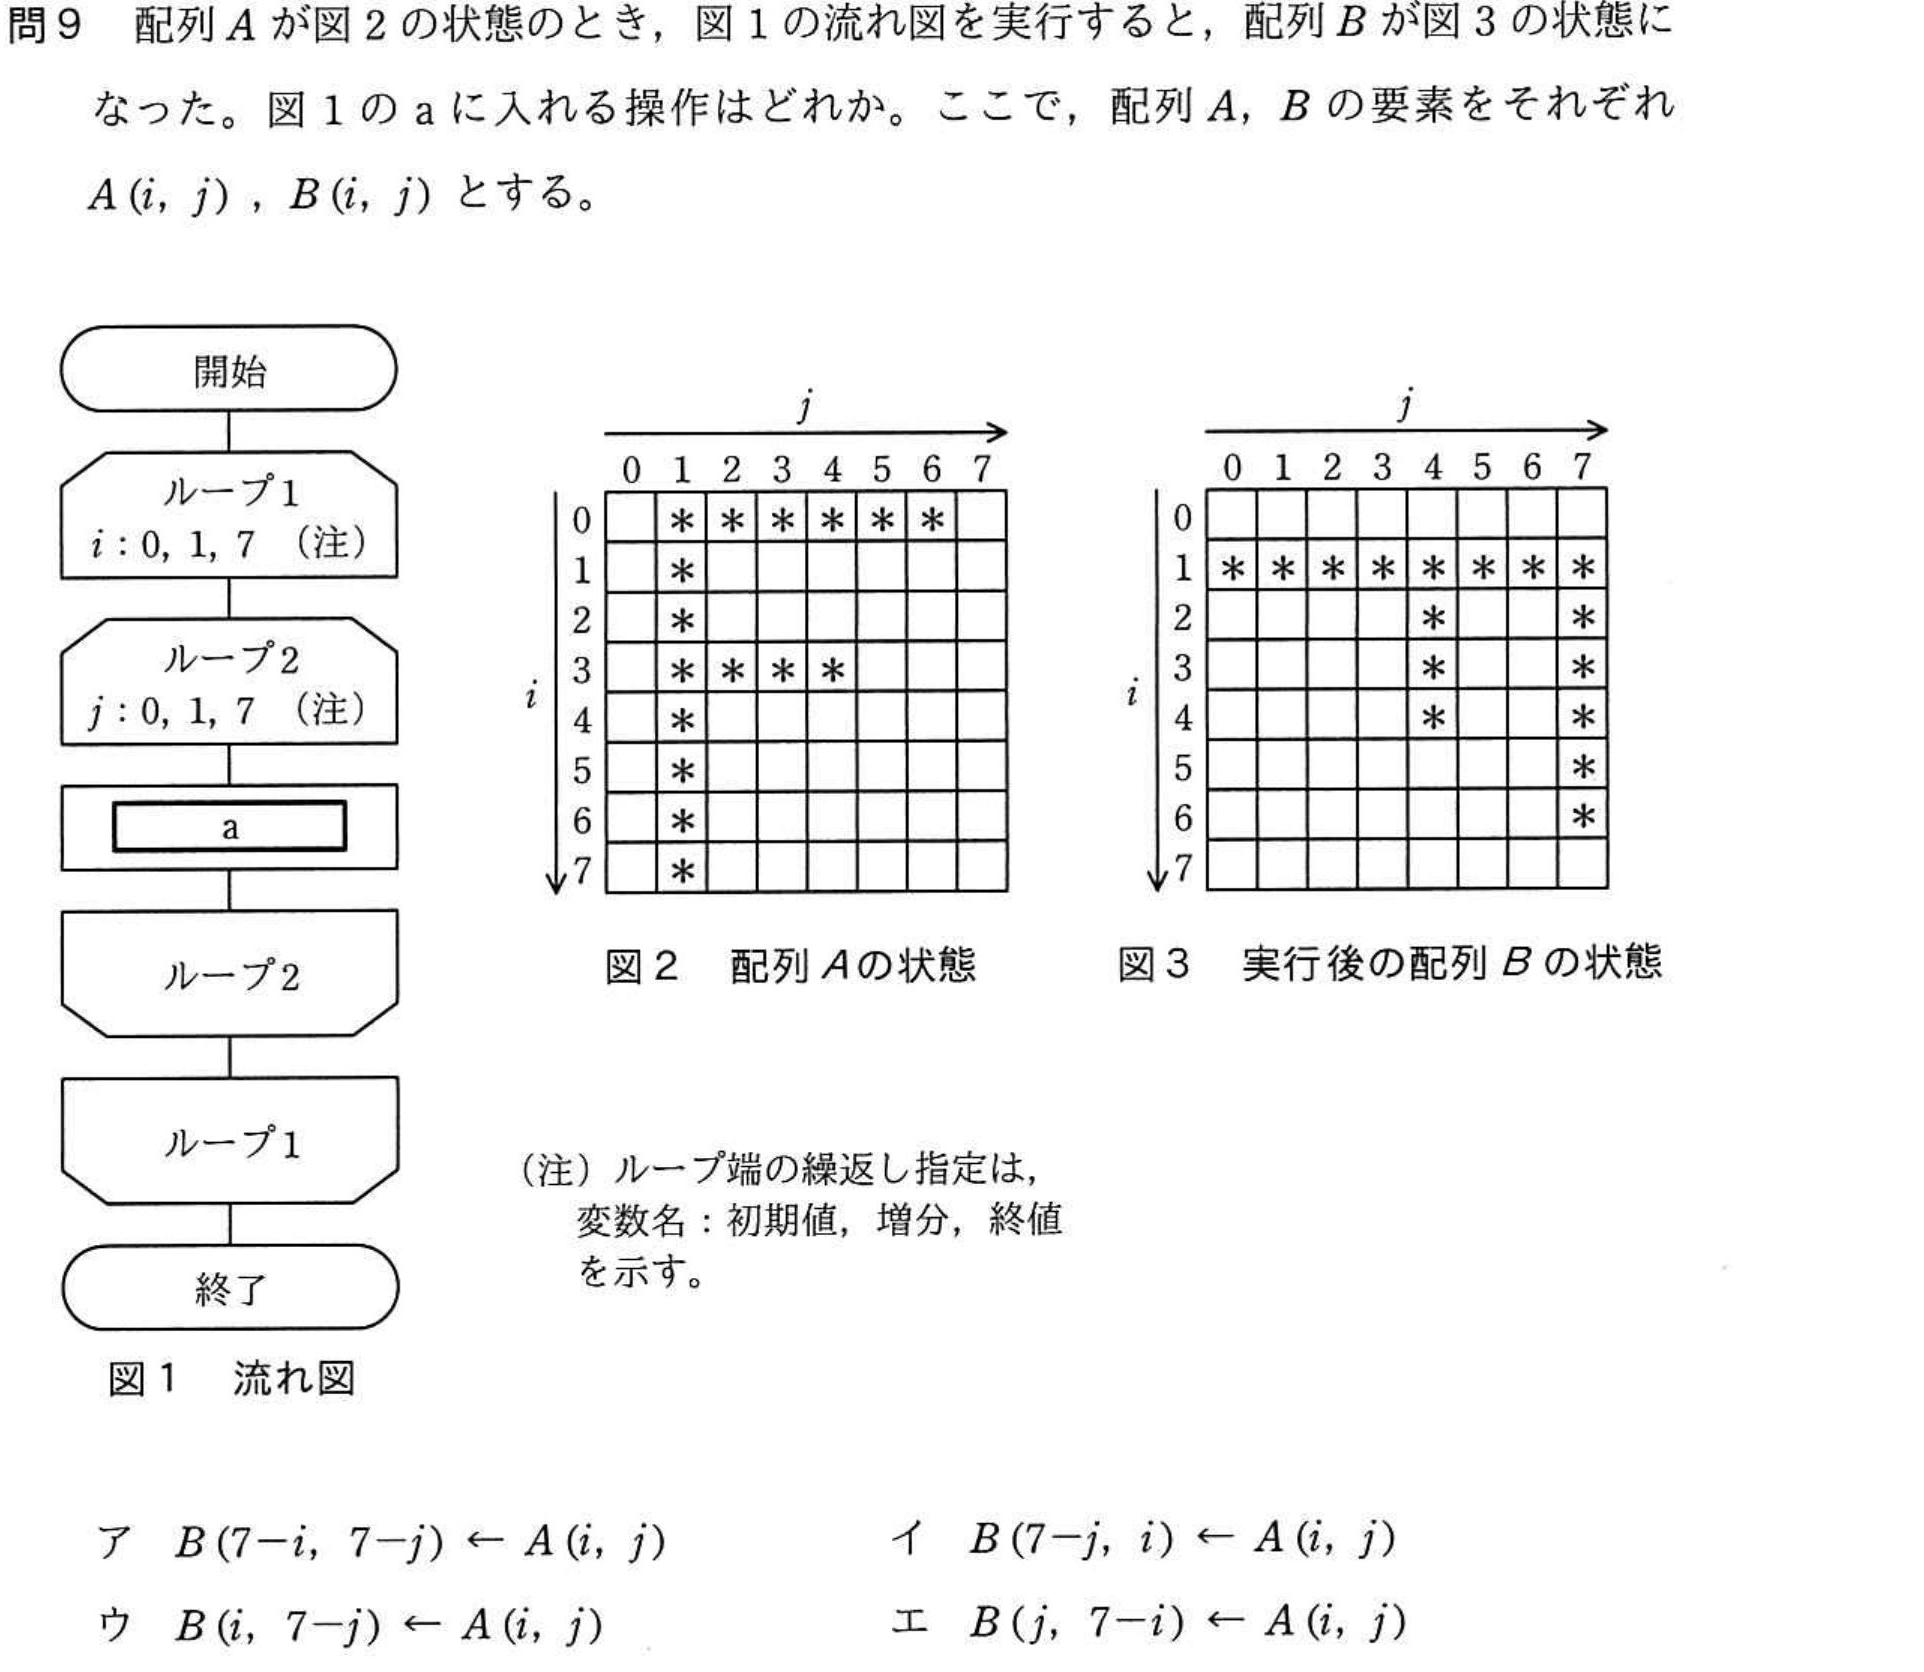 問9　配列Aが図2の状態のとき，図1の流れ図を実行すると，配列Bが図3の状態に
なった。図1のaに入れる操作はどれか。ここで，配列A，Bの要素をそれぞれ
A(i, j)，B(i, j)とする。
開始
ループ1
i：0, 1, 7　（注）
ループ2
j：0, 1, 7　（注）
a
ループ2
ループ1
終了
図1　流れ図
j
0 1 2 3 4 5 6 7
i
0 * * * * * *
1 *
2 *
3 * * * *
4 *
5 *
6 *
7 *
図2　配列Aの状態
j
0 1 2 3 4 5 6 7
i
0
1 * * * * * * * *
2 * *
3 * *
4 * *
5 *
6 *
7
図3　実行後の配列Bの状態
（注）ループ端の繰返し指定は，
変数名：初期値，増分，終値
を示す。
ア　B(7−i, 7−j) ← A(i, j)　イ　B(7−j, i) ← A(i, j)
ウ　B(i, 7−j) ← A(i, j)　エ　B(j, 7−i) ← A(i, j)